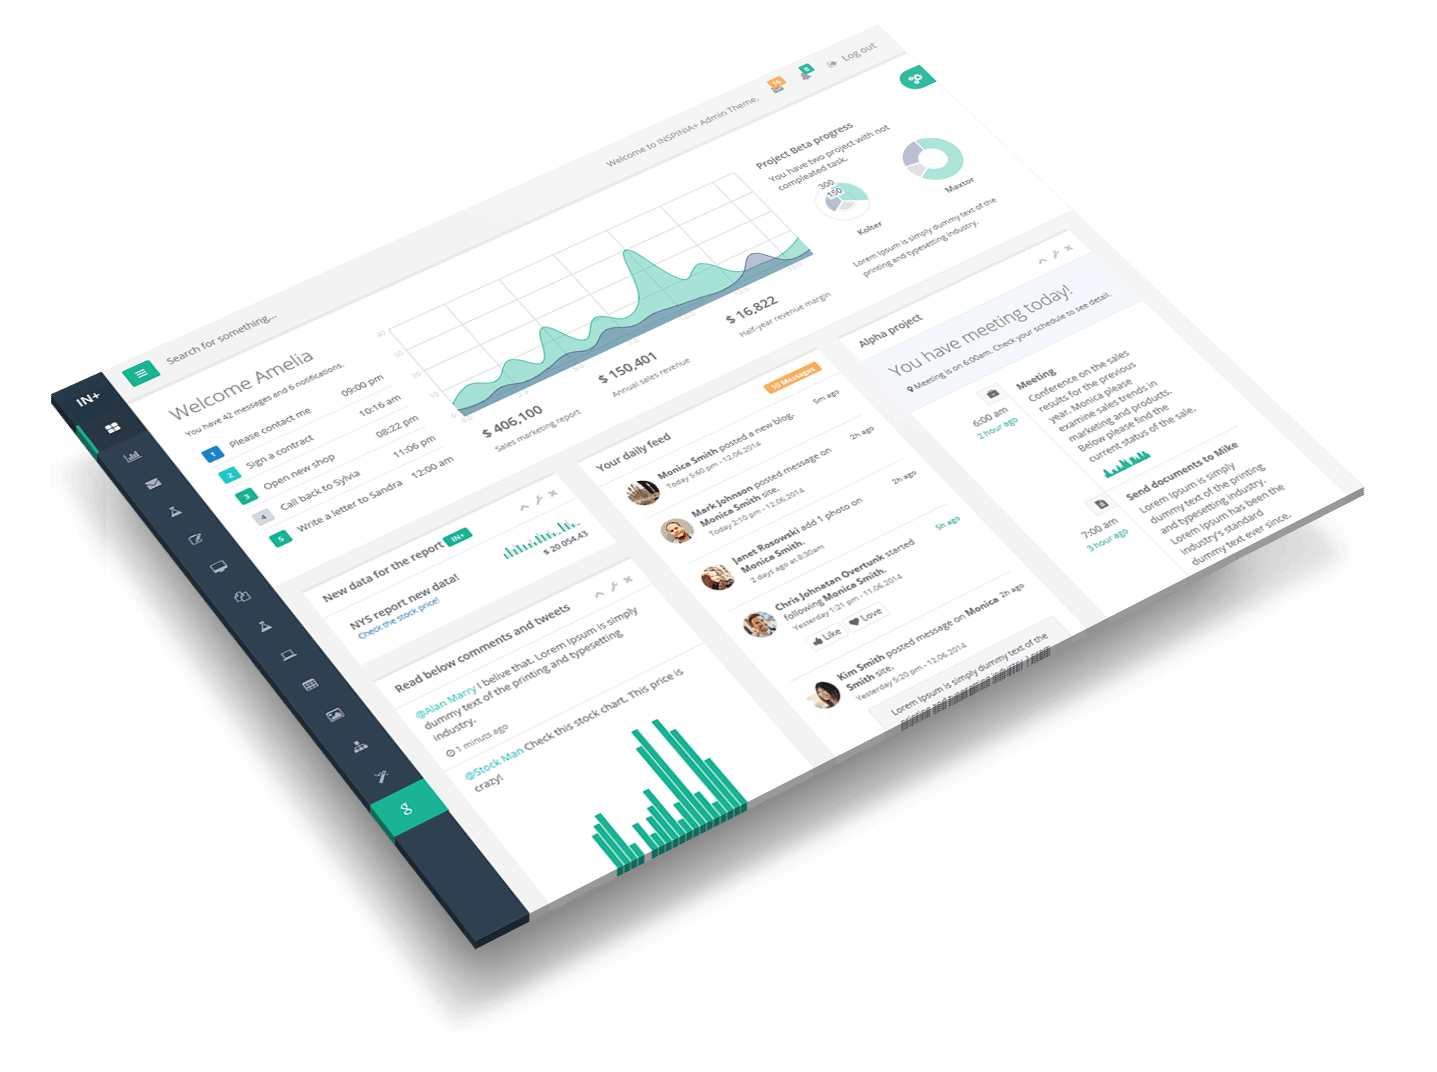 IN+
Search for something...
Welcome to INSPINIA+ Admin Theme.
16
8
Log out
Welcome Amelia
You have 42 messages and 6 notifications.
1 Please contact me 09:00 pm
2 Sign a contract 10:16 am
3 Open new shop 08:22 pm
4 Call back to Sylvia 11:06 pm
5 Write a letter to Sandra 12:00 am
40
30
20
10
0
$ 406,100
Sales marketing report
$ 150,401
Annual sales revenue
$ 16,822
Half-year revenue margin
Project Beta progress
You have two project with not
compleated task.
300
150
Kolter
Maxtor
Lorem Ipsum is simply dummy text of the
printing and typesetting industry.
New data for the report IN+
NYS report new data!
Check the stock price!
$ 20 054.43
Read below comments and tweets
@Alan Marry I belive that. Lorem Ipsum is simply
dummy text of the printing and typesetting
industry.
1 minuts ago
@Stock Man Check this stock chart. This price is
crazy!
Your daily feed
10 Messages
5m ago
Monica Smith posted a new blog.
Today 5:60 pm - 12.06.2014
2h ago
Mark Johnson posted message on
Monica Smith site.
Today 2:10 pm - 12.06.2014
2h ago
Janet Rosowski add 1 photo on
Monica Smith.
2 days ago at 8:30am
5h ago
Chris Johnatan Overtunk started
following Monica Smith.
Yesterday 1:21 pm - 11.06.2014
Like
Love
2h ago
Kim Smith posted message on Monica
Smith site.
Yesterday 5:20 pm - 12.06.2014
Lorem Ipsum is simply dummy text of the
Alpha project
You have meeting today!
Meeting is on 6:00am. Check your schedule to see detail.
6:00 am
2 hour ago
Meeting
Conference on the sales
results for the previous
year. Monica please
examine sales trends in
marketing and products.
Below please find the
current status of the sale.
7:00 am
3 hour ago
Send documents to Mike
Lorem Ipsum is simply
dummy text of the printing
and typesetting industry.
Lorem Ipsum has been the
industry's standard
dummy text ever since.